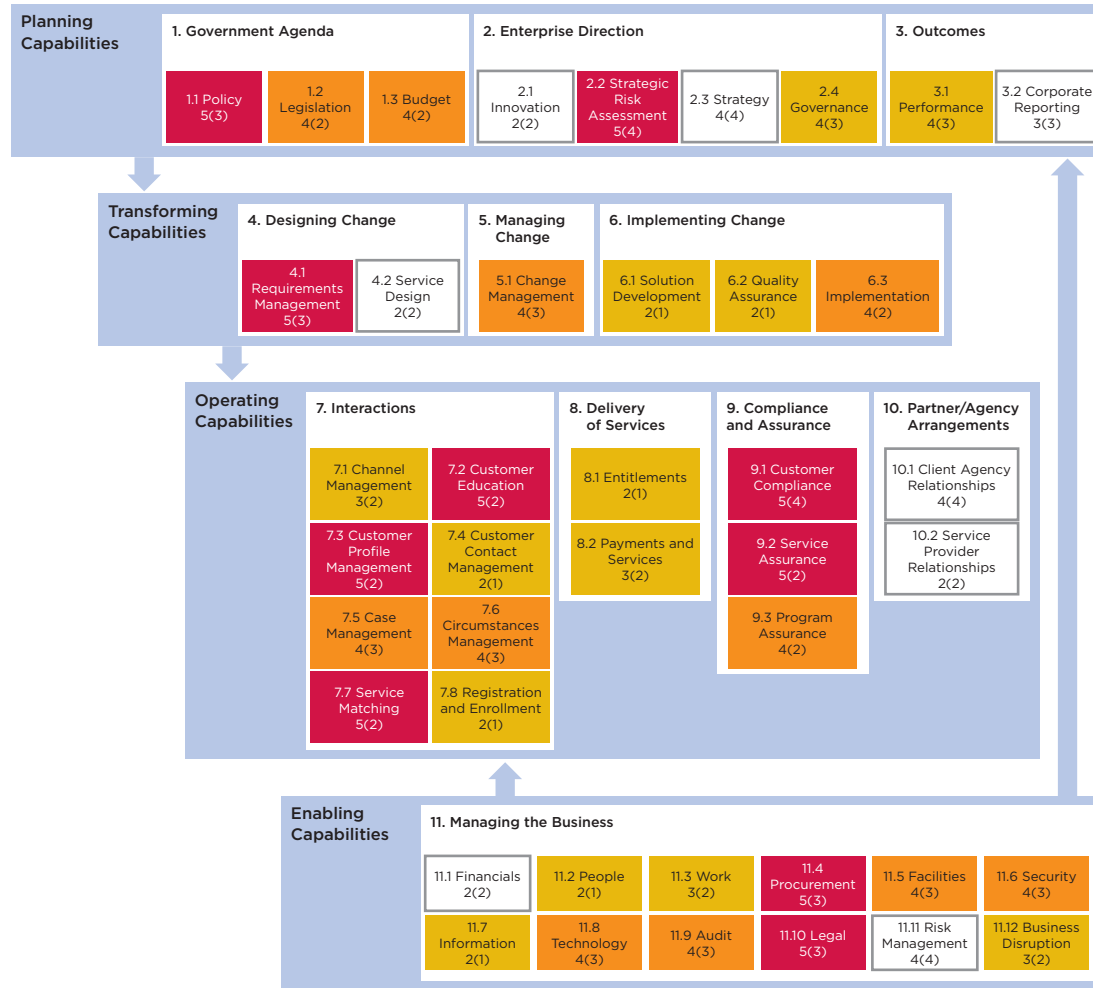 Planning
Capabilities
1. Government Agenda
2. Enterprise Direction
3. Outcomes
1.1 Policy
5(3)
1.2
Legislation
4(2)
1.3 Budget
4(2)
2.1
Innovation
2(2)
2.2 Strategic
Risk
Assessment
5(4)
2.3 Strategy
4(4)
2.4
Governance
4(3)
3.1
Performance
4(3)
3.2 Corporate
Reporting
3(3)
Transforming
Capabilities
4. Designing Change
5. Managing
Change
6. Implementing Change
4.1
Requirements
Management
5(3)
4.2 Service
Design
2(2)
5.1 Change
Management
4(3)
6.1 Solution
Development
2(1)
6.2 Quality
Assurance
2(1)
6.3
Implementation
4(2)
Operating
Capabilities
7. Interactions
8. Delivery
of Services
9. Compliance
and Assurance
10. Partner/Agency
Arrangements
7.1 Channel
Management
3(2)
7.2 Customer
Education
5(2)
7.3 Customer
Profile
Management
5(2)
7.4 Customer
Contact
Management
2(1)
7.5 Case
Management
4(3)
7.6
Circumstances
Management
4(3)
7.7 Service
Matching
5(2)
7.8 Registration
and Enrollment
2(1)
8.1 Entitlements
2(1)
8.2 Payments and
Services
3(2)
9.1 Customer
Compliance
5(4)
9.2 Service
Assurance
5(2)
9.3 Program
Assurance
4(2)
10.1 Client Agency
Relationships
4(4)
10.2 Service
Provider
Relationships
2(2)
Enabling
Capabilities
11. Managing the Business
11.1 Financials
2(2)
11.2 People
2(1)
11.3 Work
3(2)
11.4
Procurement
5(3)
11.5 Facilities
4(3)
11.6 Security
4(3)
11.7
Information
2(1)
11.8
Technology
4(3)
11.9 Audit
4(3)
11.10 Legal
5(3)
11.11 Risk
Management
4(4)
11.12 Business
Disruption
3(2)